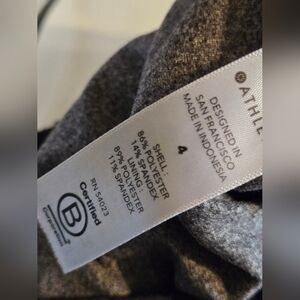 ATHLE
DESIGNED IN
SAN FRANCISCO
MADE IN INDONESIA
4
SHELL:
86% POLYESTER
14% SPANDEX
LINING:
89% POLYESTER
11% SPANDEX
RN 54023
Certified
B
Corporation